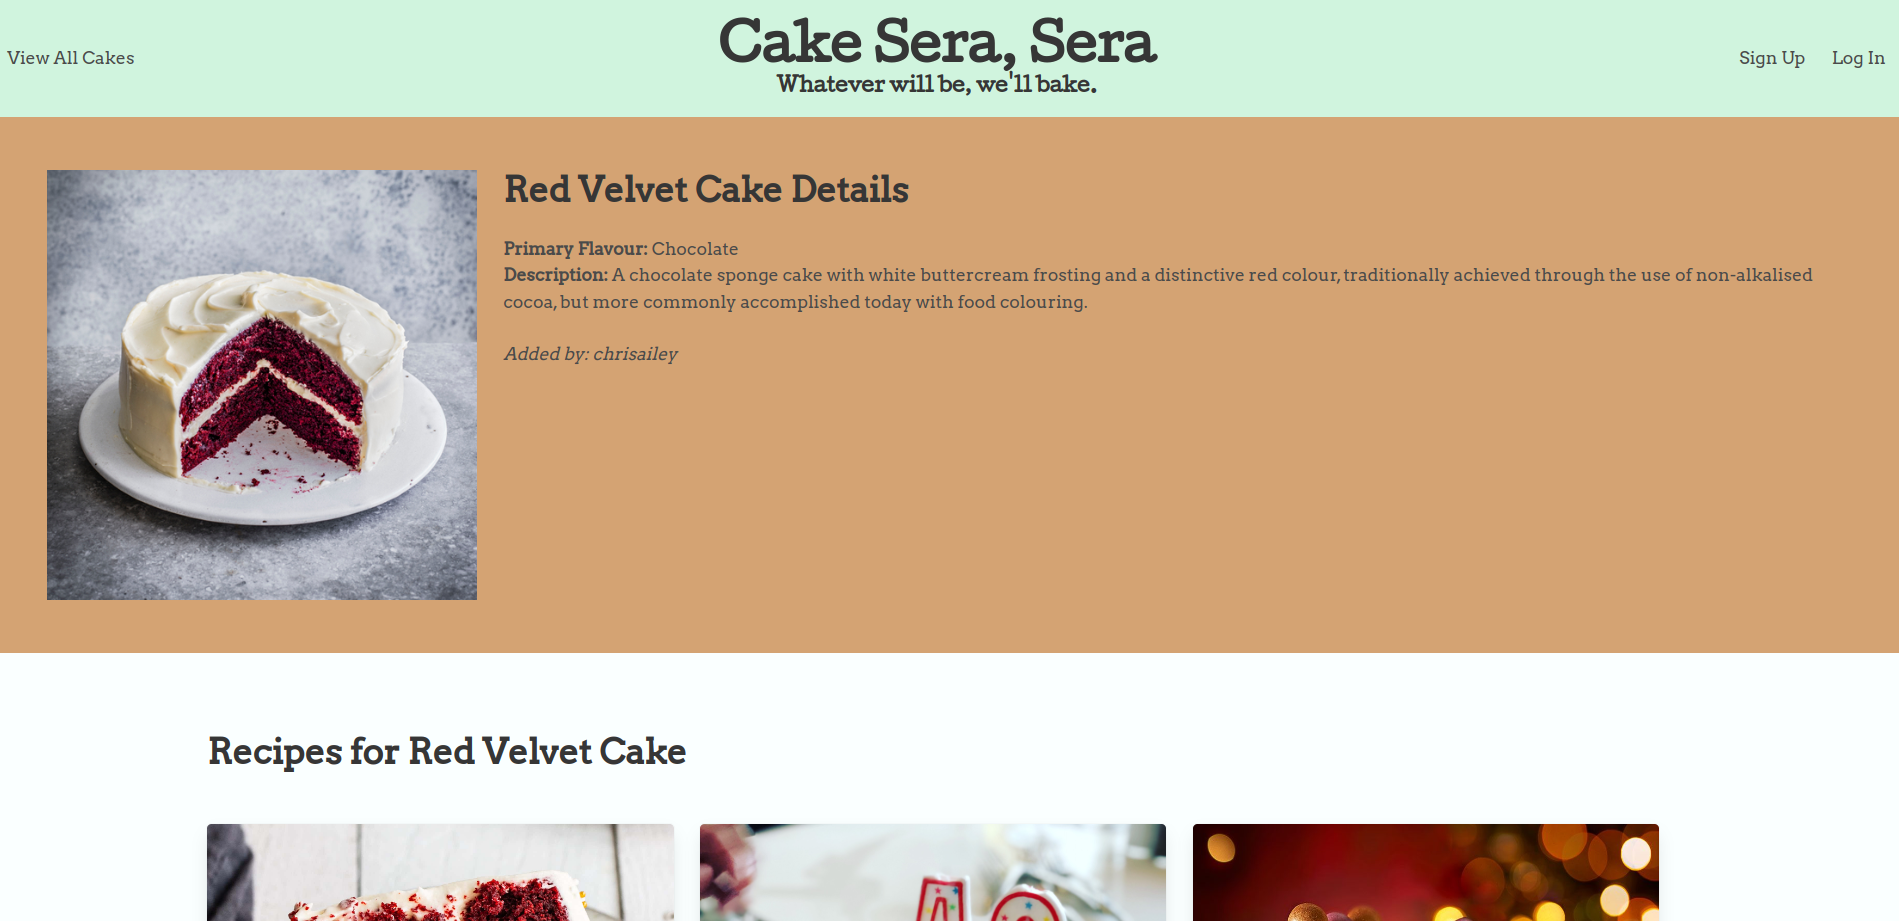 View All Cakes
Cake Sera, Sera
Whatever will be, we'll bake.
Sign Up
Log In
Red Velvet Cake Details
Primary Flavour: Chocolate
Description: A chocolate sponge cake with white buttercream frosting and a distinctive red colour, traditionally achieved through the use of non-alkalised
cocoa, but more commonly accomplished today with food colouring.
Added by: chrisailey
Recipes for Red Velvet Cake